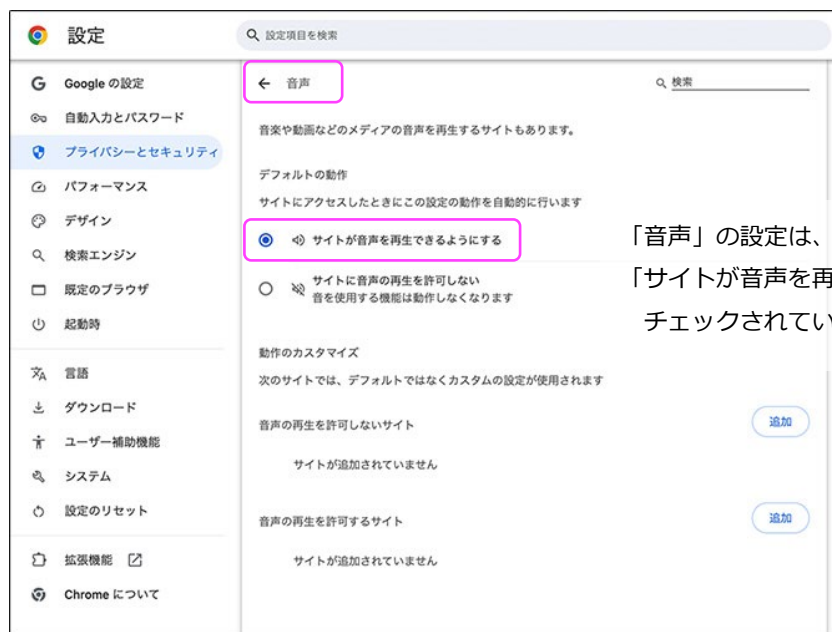 設定
設定項目を検索
Google の設定
自動入力とパスワード
プライバシーとセキュリティ
パフォーマンス
デザイン
検索エンジン
既定のブラウザ
起動時
言語
ダウンロード
ユーザー補助機能
システム
設定のリセット
拡張機能
Chrome について
音声
検索
音楽や動画などのメディアの音声を再生するサイトもあります。
デフォルトの動作
サイトにアクセスしたときにこの設定の動作を自動的に行います
サイトが音声を再生できるようにする
サイトに音声の再生を許可しない
音を使用する機能は動作しなくなります
動作のカスタマイズ
次のサイトでは、デフォルトではなくカスタムの設定が使用されます
音声の再生を許可しないサイト
追加
サイトが追加されていません
音声の再生を許可するサイト
追加
サイトが追加されていません
「音声」の設定は、
「サイトが音声を再
チェックされてい